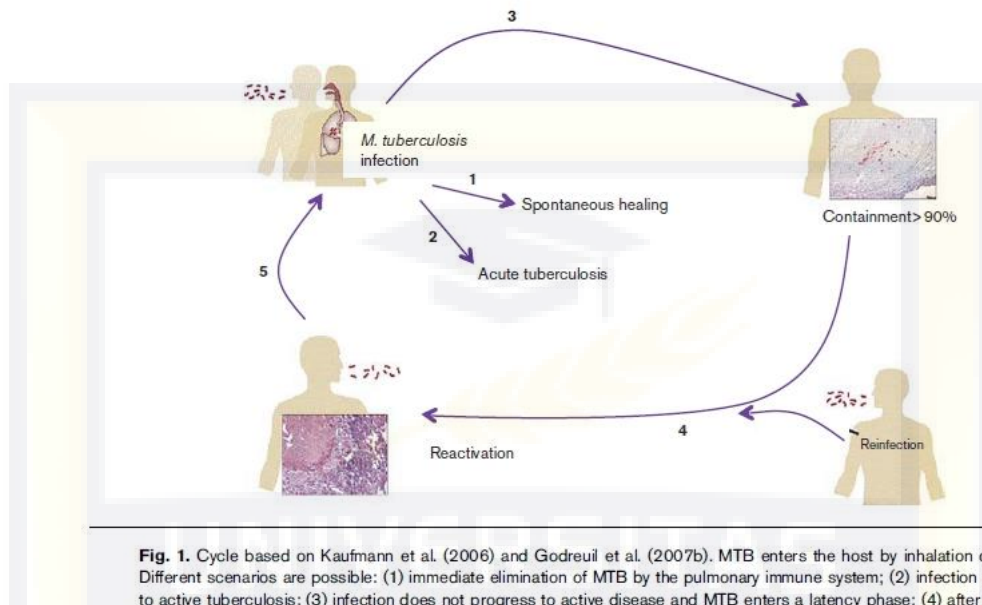 3
M. tuberculosis
infection
1
Spontaneous healing
Containment> 90%
2
Acute tuberculosis
5
4
Reinfection
Reactivation
UNIVERSITAS
Fig. 1. Cycle based on Kaufmann et al. (2006) and Godreuil et al. (2007b). MTB enters the host by inhalation
Different scenarios are possible: (1) immediate elimination of MTB by the pulmonary immune system; (2) infection
to active tuberculosis; (3) infection does not progress to active disease and MTB enters a latency phase; (4) after